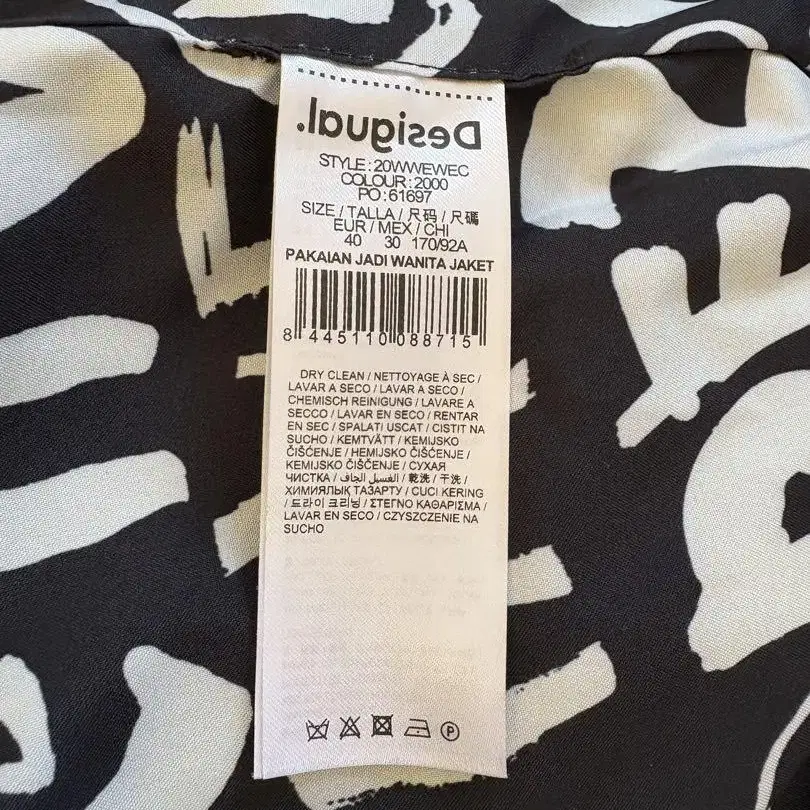 Desigual.
STYLE : 20WWEWEC
COLOUR : 2000
PO : 61697
SIZE / TALLA / 尺码 / 尺碼
EUR / MEX / CHI
40 30 170/92A
PAKAIAN JADI WANITA JAKET
8 445110 088715
DRY CLEAN / NETTOYAGE À SEC /
LAVAR A SECO / LAVAR A SECO /
CHEMISCH REINIGUNG / LAVARE A
SECCO / LAVAR EN SECO / RENTAR
EN SEC / SPALATI USCAT / CISTIT NA
SUCHO / KEMTVÄTT / KEMIJSKO
ČIŠĆENJE / HEMIJSKO ČIŠĆENJE /
KEMIJSKO ČIŠČENJE / СУХАЯ
ЧИСТКА / الغسيل الجاف / 乾洗 / 干洗 /
ХИМИЯЛЫҚ ТАЗАРТУ / CUCI KERING
/ 드라이 크리닝 / ΣΤΕΓΝΟ ΚΑΘΑΡΙΣΜΑ /
LAVAR EN SECO / CZYSZCZENIE NA
SUCHO
P